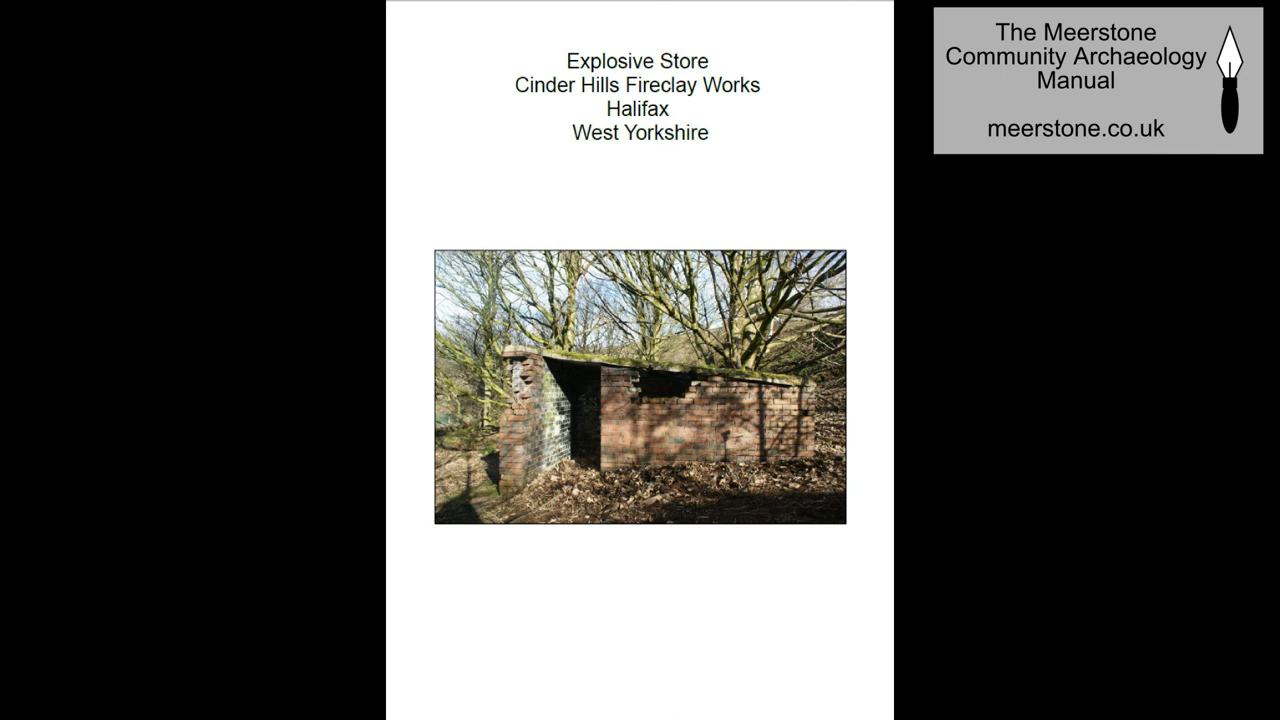 Explosive Store
Cinder Hills Fireclay Works
Halifax
West Yorkshire
The Meerstone
Community Archaeology
Manual
meerstone.co.uk